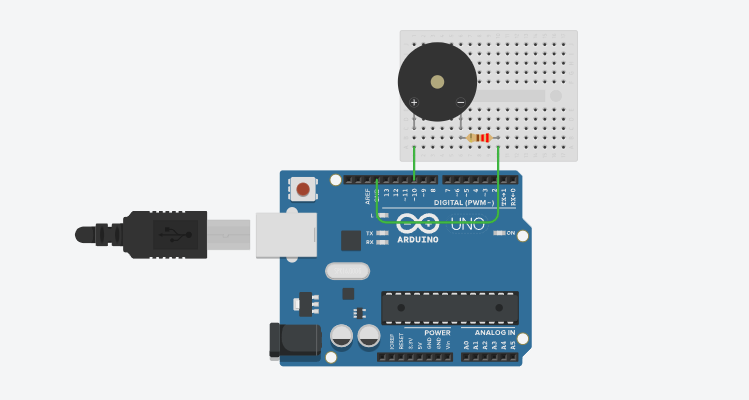 + −
AREF
GND
13
12
~11
~10
~9
8
7
~6
~5
4
~3
2
TX→1
RX←0
DIGITAL (PWM~)
L
TX
RX
UNO
ON
ARDUINO
POWER
ANALOG IN
IOREF
RESET
3.3V
5V
GND
GND
Vin
A0
A1
A2
A3
A4
A5